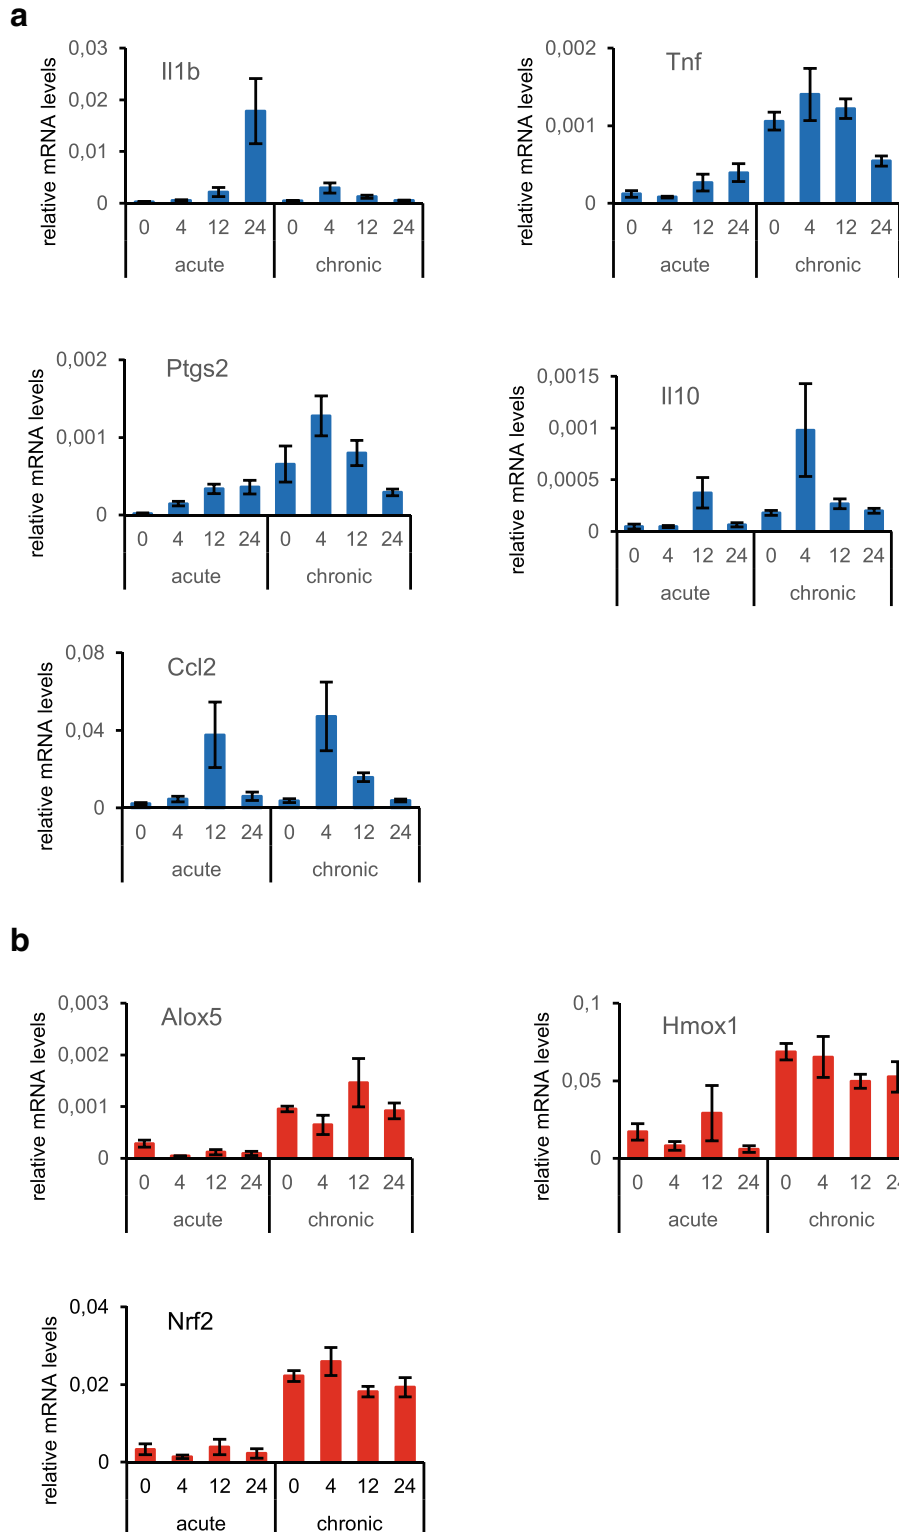 a
Il1b
relative mRNA levels
0,03
0,02
0,01
0
0 4 12 24 0 4 12 24
acute chronic
Tnf
relative mRNA levels
0,002
0,001
0
0 4 12 24 0 4 12 24
acute chronic
Ptgs2
relative mRNA levels
0,002
0,001
0
0 4 12 24 0 4 12 24
acute chronic
Il10
relative mRNA levels
0,0015
0,001
0,0005
0
0 4 12 24 0 4 12 24
acute chronic
Ccl2
relative mRNA levels
0,08
0,04
0
0 4 12 24 0 4 12 24
acute chronic
b
Alox5
relative mRNA levels
0,003
0,002
0,001
0
0 4 12 24 0 4 12 24
acute chronic
Hmox1
relative mRNA levels
0,1
0,05
0
0 4 12 24 0 4 12
acute chronic
Nrf2
relative mRNA levels
0,04
0,02
0
0 4 12 24 0 4 12 24
acute chronic